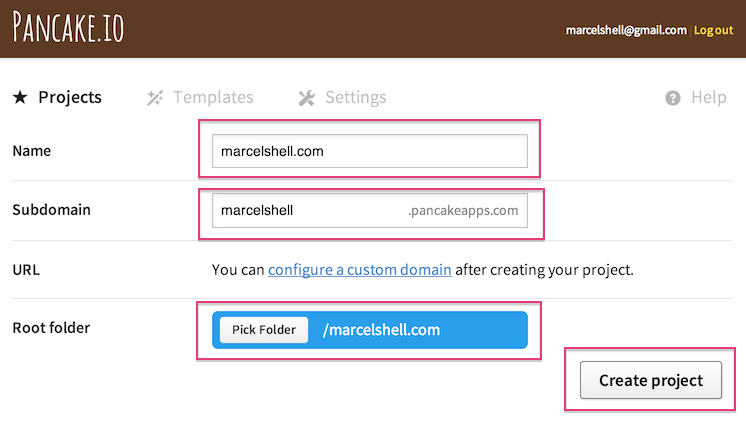 PANCAKE.IO
marcelshell@gmail.com | Log out
Projects Templates Settings Help
Name marcelshell.com
Subdomain marcelshell .pancakeapps.com
URL You can configure a custom domain after creating your project.
Root folder Pick Folder /marcelshell.com
Create project